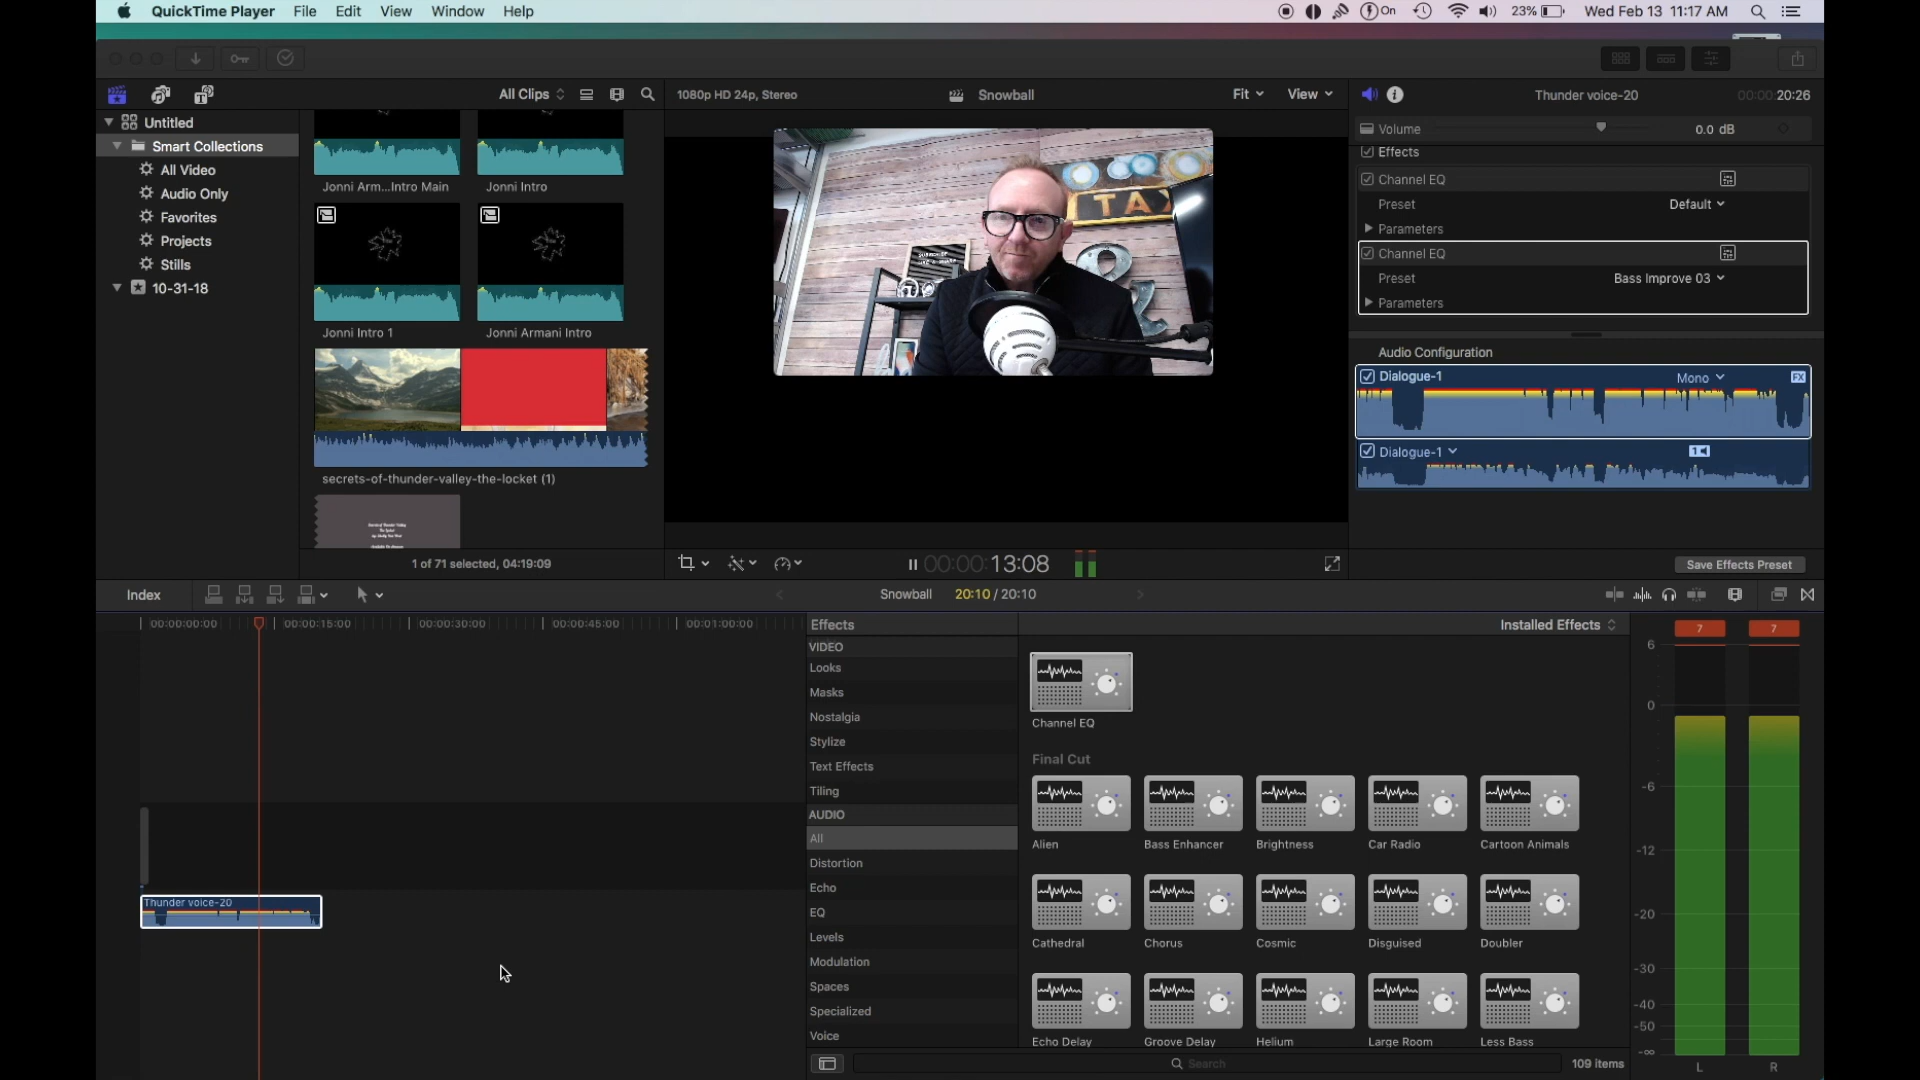 QuickTime Player File Edit View Window Help
On 23% Wed Feb 13 11:17 AM
All Clips
1080p HD 24p, Stereo Snowball Fit View
Thunder voice-20 00:00:20:26
Untitled
Smart Collections
All Video
Audio Only
Favorites
Projects
Stills
10-31-18
Jonni Arm...Intro Main Jonni Intro
Jonni Intro 1 Jonni Armani Intro
secrets-of-thunder-valley-the-locket (1)
1 of 71 selected, 04:19:09
TAX
SUBSCRIBE
&
Volume 0.0 dB
Effects
Channel EQ
Preset Default
Parameters
Channel EQ
Preset Bass Improve 03
Parameters
Audio Configuration
Dialogue-1 Mono FX
Dialogue-1 1
Save Effects Preset
00:00:13:08
Index Snowball 20:10 / 20:10
00:00:00:00 00:00:15:00 00:00:30:00 00:00:45:00 00:01:00:00
Thunder voice-20
Effects Installed Effects
VIDEO
Looks
Masks
Nostalgia
Stylize
Text Effects
Tiling
AUDIO
All
Distortion
Echo
EQ
Levels
Modulation
Spaces
Specialized
Voice
Channel EQ
Final Cut
Alien Bass Enhancer Brightness Car Radio Cartoon Animals
Cathedral Chorus Cosmic Disguised Doubler
Echo Delay Groove Delay Helium Large Room Less Bass
Search 109 items
7 7
6
0
-6
-12
-20
-30
-40
-50
-∞
L R